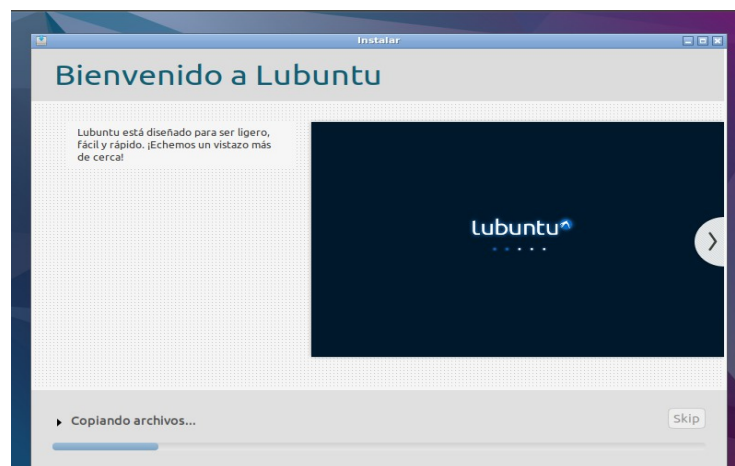 Instalar
Bienvenido a Lubuntu
Lubuntu está diseñado para ser ligero,
fácil y rápido. ¡Echemos un vistazo más
de cerca!
Lubuntu
Copiando archivos...
Skip